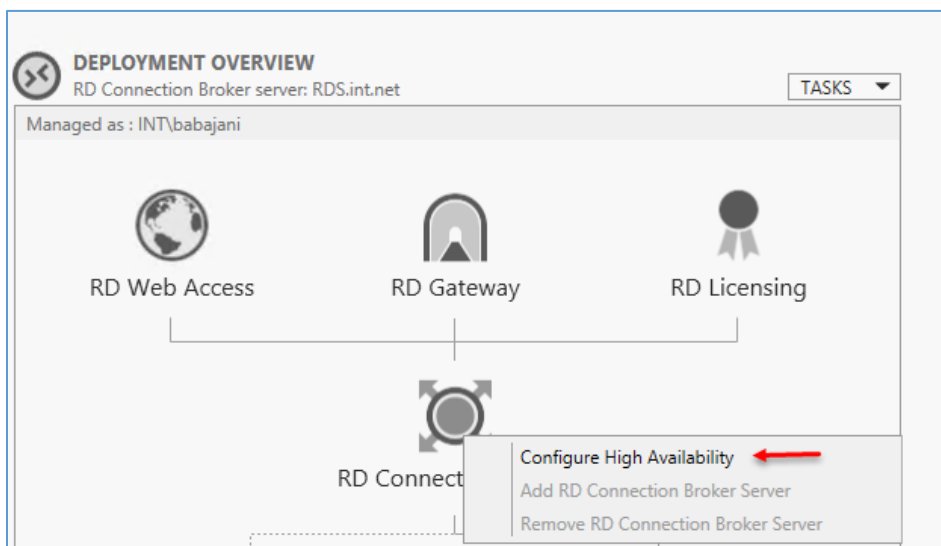 DEPLOYMENT OVERVIEW
RD Connection Broker server: RDS.int.net
TASKS
Managed as : INT\babajani
RD Web Access
RD Gateway
RD Licensing
RD Connect
Configure High Availability
Add RD Connection Broker Server
Remove RD Connection Broker Server